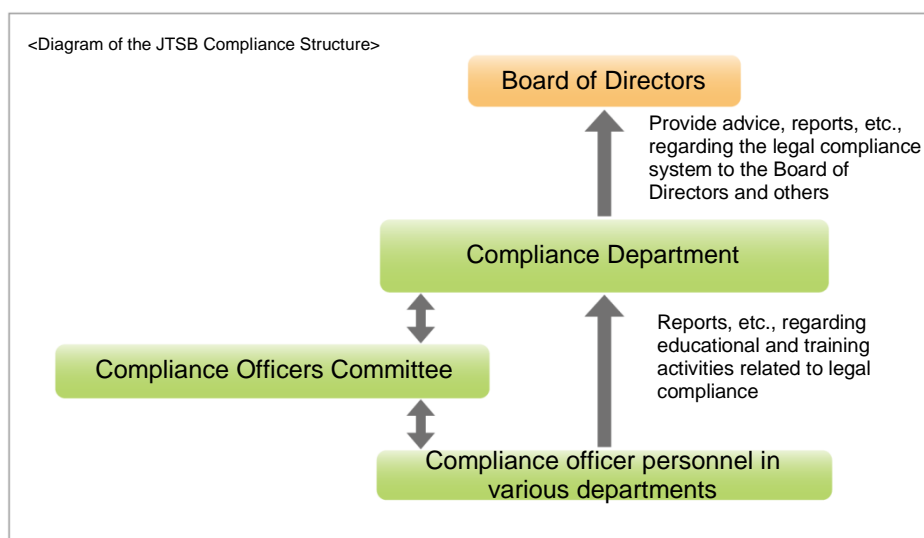 <Diagram of the JTSB Compliance Structure>
Board of Directors
Provide advice, reports, etc.,
regarding the legal compliance
system to the Board of
Directors and others
Compliance Department
Reports, etc., regarding
educational and training
activities related to legal
compliance
Compliance Officers Committee
Compliance officer personnel in
various departments